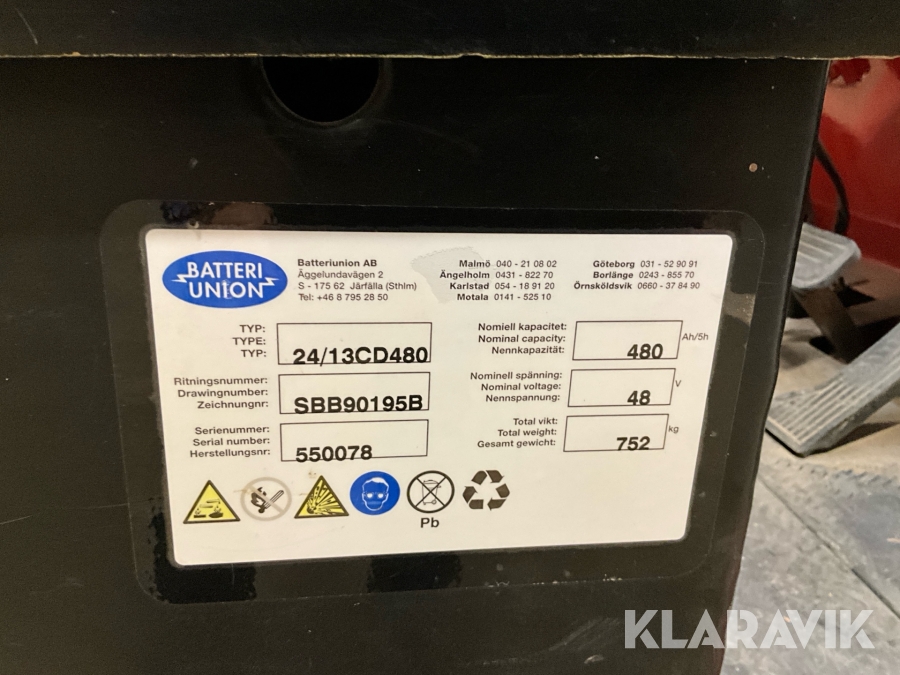 BATTERI
UNION
Batteriunion AB
Äggelundavägen 2
S - 175 62 Järfälla (Sthlm)
Tel: +46 8 795 28 50
Malmö 040 - 21 08 02
Ängelholm 0431 - 822 70
Karlstad 054 - 18 91 20
Motala 0141 - 525 10
Göteborg 031 - 52 90 91
Borlänge 0243 - 855 70
Örnsköldsvik 0660 - 37 84 90
TYP:
TYPE:
TYP:
24/13CD480
Ritningsnummer:
Drawingnumber:
Zeichnungnr:
SBB90195B
Serienummer:
Serial number:
Herstellungsnr:
550078
Nomiell kapacitet:
Nominal capacity:
Nennkapazität:
480 Ah/5h
Nominell spänning:
Nominal voltage:
Nennspannung:
48 V
Total vikt:
Total weight:
Gesamt gewicht:
752 kg
Pb
KLARAVIK